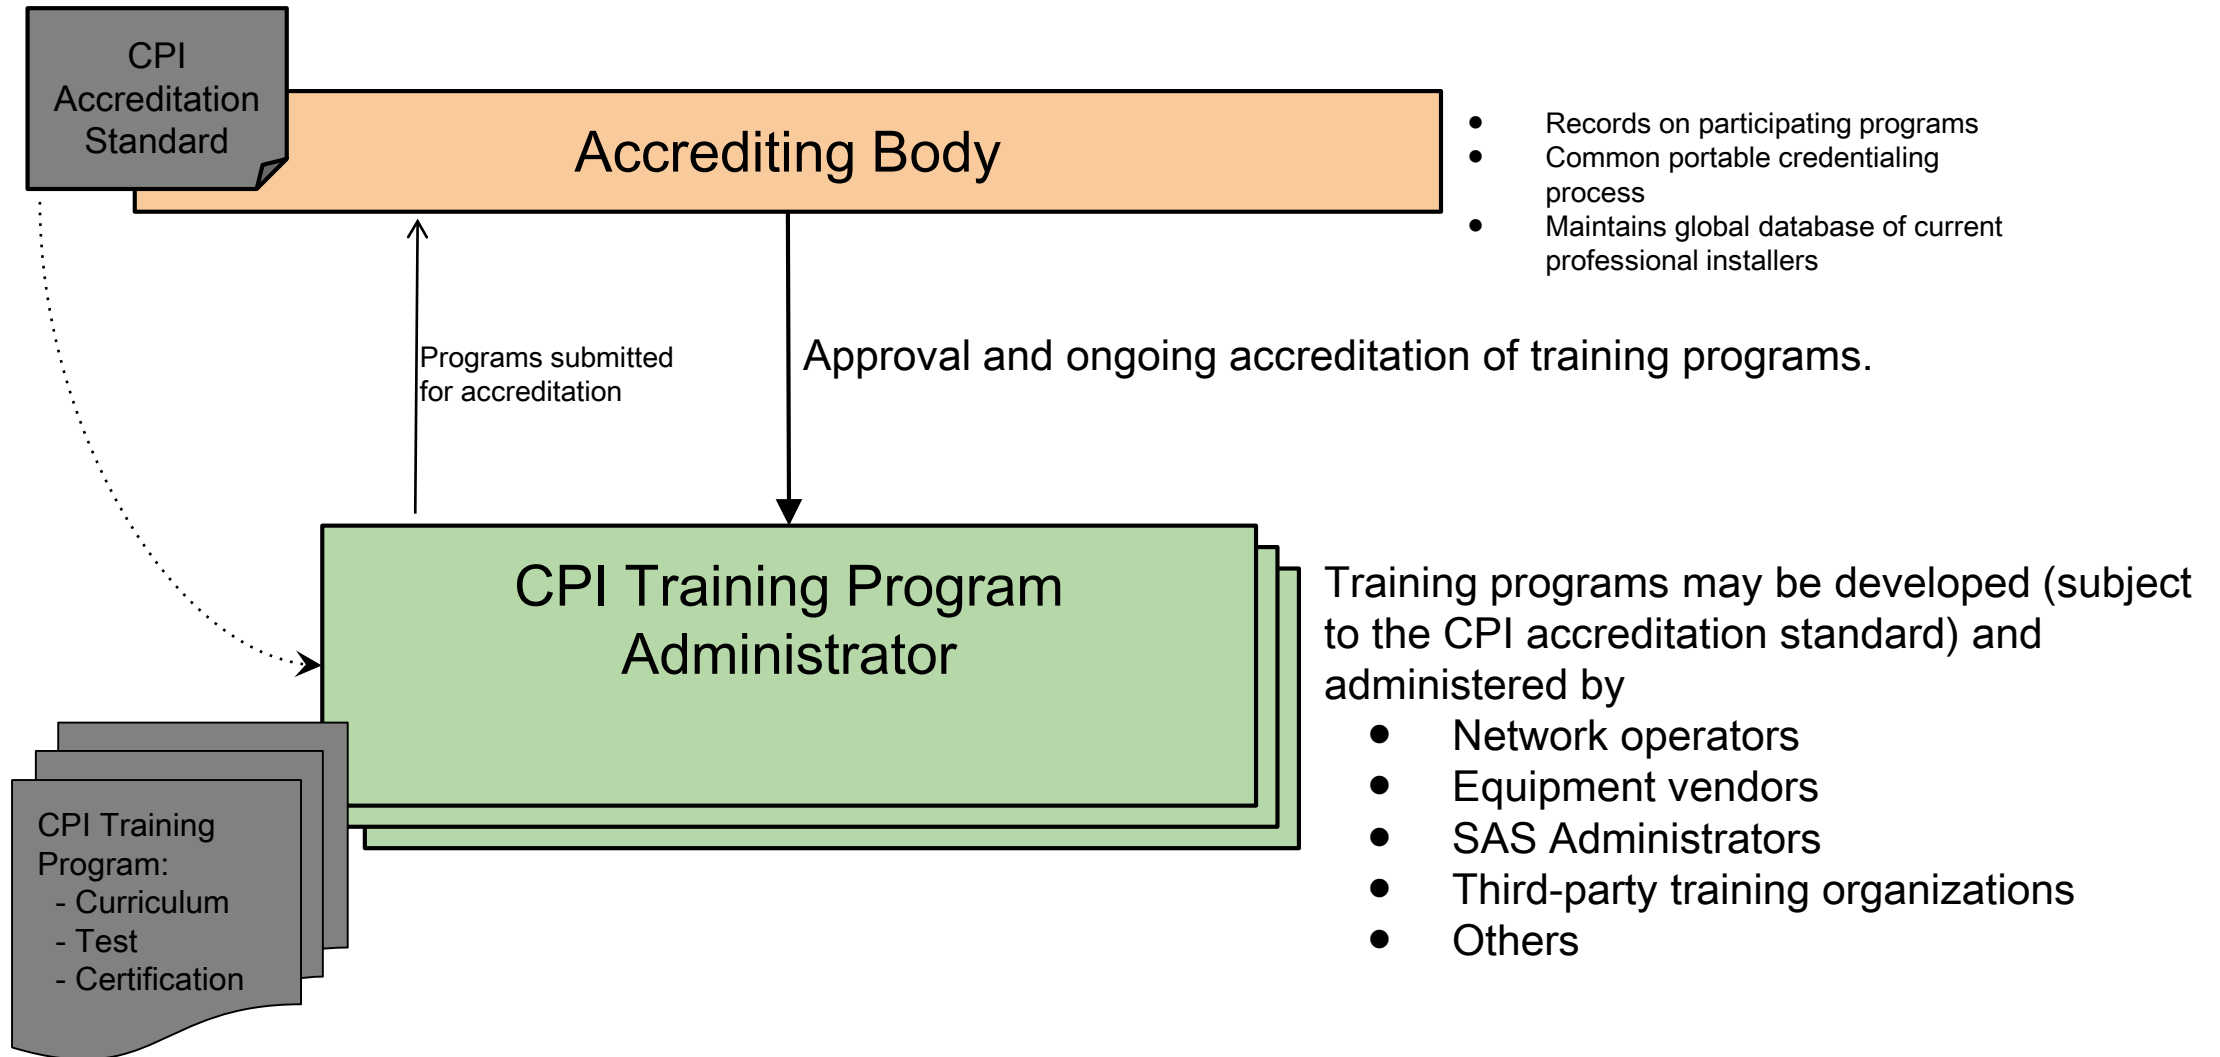 CPI
Accreditation
Standard
Accrediting Body
● Records on participating programs
● Common portable credentialing
process
● Maintains global database of current
professional installers
Programs submitted
for accreditation
Approval and ongoing accreditation of training programs.
CPI Training Program
Administrator
Training programs may be developed (subject
to the CPI accreditation standard) and
administered by
● Network operators
● Equipment vendors
● SAS Administrators
● Third-party training organizations
● Others
CPI Training
Program:
- Curriculum
- Test
- Certification